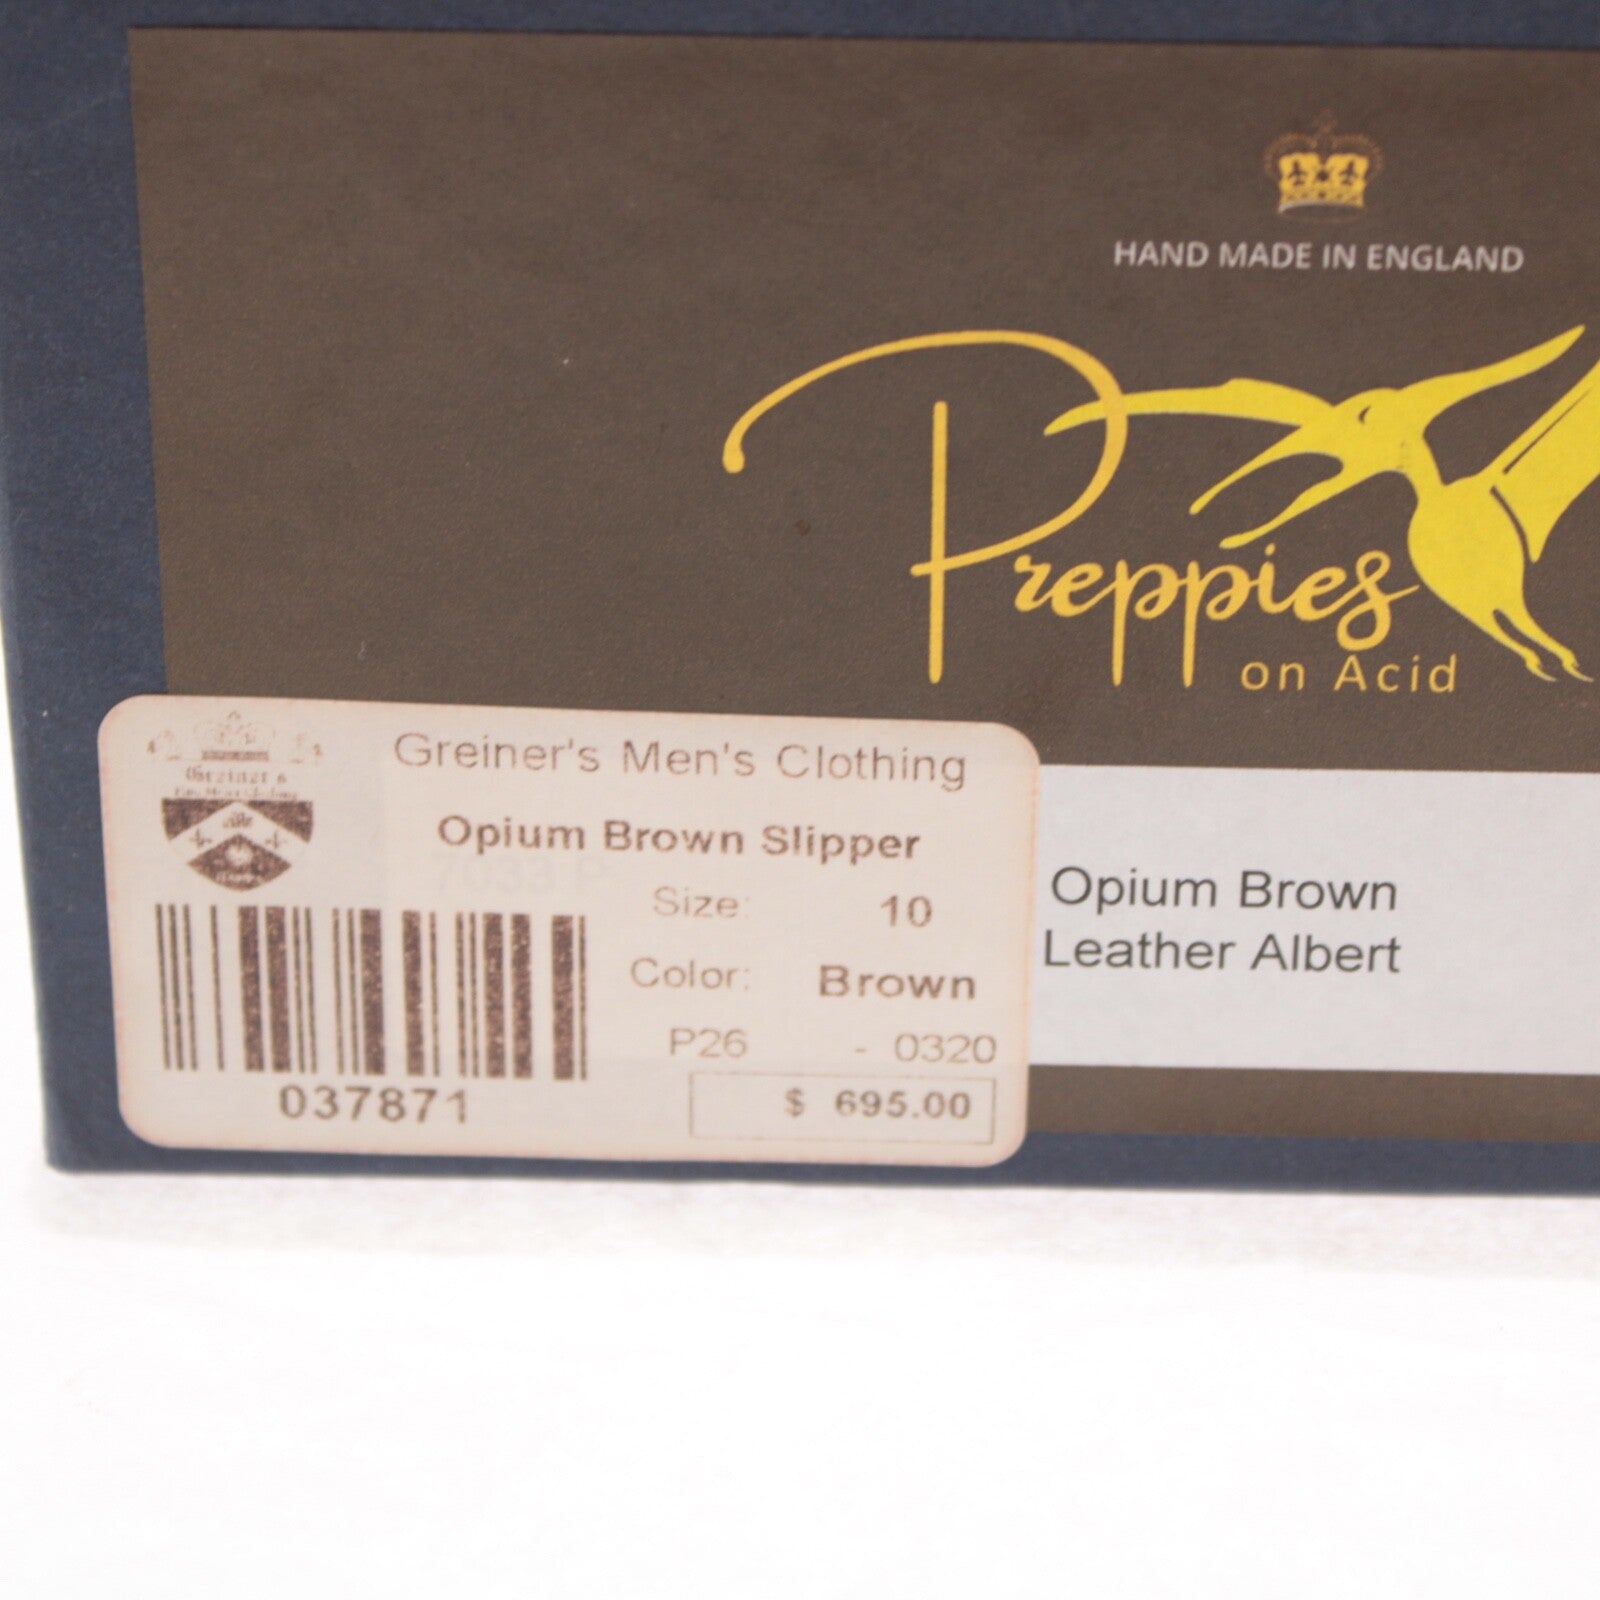 HAND MADE IN ENGLAND
Preppies
on Acid
Greiner's Men's Clothing
Greiner's
Opium Brown Slipper
Size: 10
Color: Brown
P26 - 0320
$ 695.00
037871
Opium Brown
Leather Albert